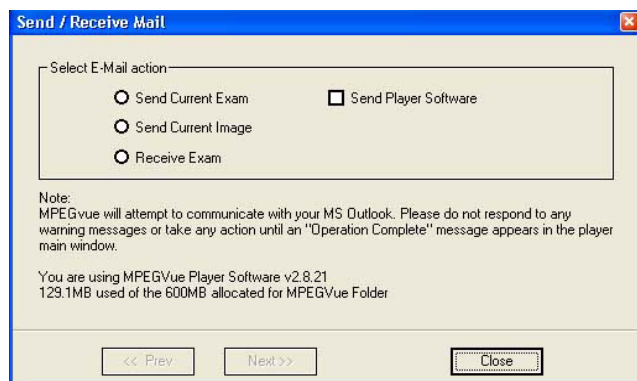 Send / Receive Mail
Select E-Mail action
Send Current Exam
Send Player Software
Send Current Image
Receive Exam
Note:
MPEGvue will attempt to communicate with your MS Outlook. Please do not respond to any
warning messages or take any action until an "Operation Complete" message appears in the player
main window.
You are using MPEGVue Player Software v2.8.21
129.1MB used of the 600MB allocated for MPEGVue Folder
<< Prev
Next >>
Close